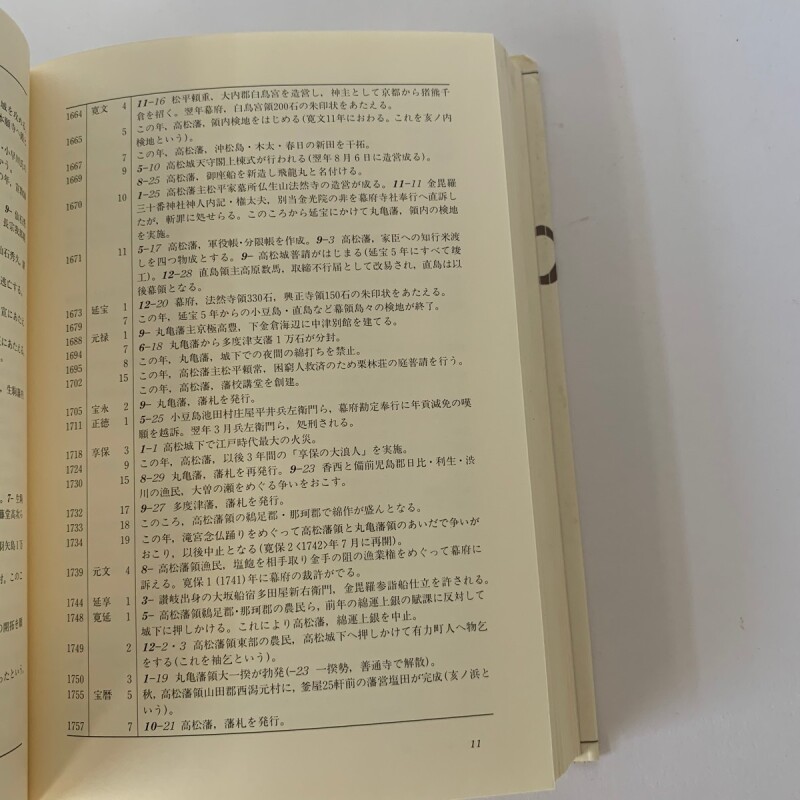 1664 寛文 4 11-16 松平頼重，大内郡白鳥宮を造営し，神主として京都から猪熊千
倉を招く。翌年幕府，白鳥宮領200石の朱印状をあたえる。
1665 5 この年，高松藩，領内検地をはじめる(寛文11年におわる。これを亥ノ内
検地という)。
1667 7 この年，高松藩，沖松島・木太・春日の新田を干拓。
1669 9 5-10 高松城天守閣上棟式が行われる(翌年8月6日に造営成る)。
8-25 高松藩，御座船を新造し飛龍丸と名付ける。
1670 10 1-25 高松藩主松平家墓所仏生山法然寺の造営が成る。11-11 金毘羅
三十番神社神人内記・権太夫，別当金光院の非を幕府寺社奉行へ直訴し
たが，斬罪に処せらる。このころから延宝にかけて丸亀藩，領内の検地
を実施。
1671 11 5-17 高松藩，軍役帳・分限帳を作成。9-3 高松藩，家臣への知行米渡
しを四つ物成とする。9- 高松城普請がはじまる(延宝5年にすべて竣
工)。12-28 直島領主高原数馬，取締不行届として改易され，直島は以
後幕領となる。
1673 延宝 1 12-20 幕府，法然寺領330石，興正寺領150石の朱印状をあたえる。
1679 7 この年，延宝5年からの小豆島・直島など幕領島々の検地が終了。
1688 元禄 1 9- 丸亀藩主京極高豊，下金倉海辺に中津別館を建てる。
1694 7 6-18 丸亀藩から多度津支藩1万石が分封。
1695 8 この年，丸亀藩，城下での夜間の綿打ちを禁止。
この年，高松藩主松平頼常，困窮人救済のため栗林荘の庭普請を行う。
1702 15 この年，高松藩，藩校講堂を創建。
1705 宝永 2 9- 丸亀藩，藩札を発行。
1711 正徳 1 5-25 小豆島池田村庄屋平井兵左衛門ら，幕府勘定奉行に年貢減免の嘆
願を越訴。翌年3月兵左衛門ら，処刑される。
1718 享保 3 1-1 高松城下で江戸時代最大の火災。
1724 9 この年，高松藩，以後3年間の「享保の大浪人」を実施。
1730 15 8-29 丸亀藩，藩札を再発行。9-23 香西と備前児島郡日比・利生・渋
川の漁民，大曽の瀬をめぐる争いをおこす。
1732 17 9-27 多度津藩，藩札を発行。
1733 18 このころ，高松藩領の鵜足郡・那珂郡で綿作が盛んとなる。
1734 19 この年，滝宮念仏踊りをめぐって高松藩領と丸亀藩領のあいだで争いが
おこり，以後中止となる(寛保2<1742>年7月に再開)。
1739 元文 4 8- 高松藩領漁民，塩飽を相手取り金手の阻の漁業権をめぐって幕府に
訴える。寛保1(1741)年に幕府の裁許がでる。
1744 延享 1 3- 讃岐出身の大坂船宿多田屋新右衛門，金毘羅参詣船仕立を許される。
1748 寛延 1 5- 高松藩領鵜足郡・那珂郡の農民ら，前年の綿運上銀の賦課に反対して
城下に押しかける。これにより高松藩，綿運上銀を中止。
1749 2 12-2・3 高松藩領東部の農民，高松城下へ押しかけて有力町人へ物乞
をする(これを袖乞という)。
1750 3 1-19 丸亀藩領大一揆が勃発(-23 一揆勢，善通寺で解散)。
1755 宝暦 5 秋，高松藩領山田郡西潟元村に，釜屋25軒前の藩営塩田が完成(亥ノ浜と
いう)。
1757 7 10-21 高松藩，藩札を発行。
11